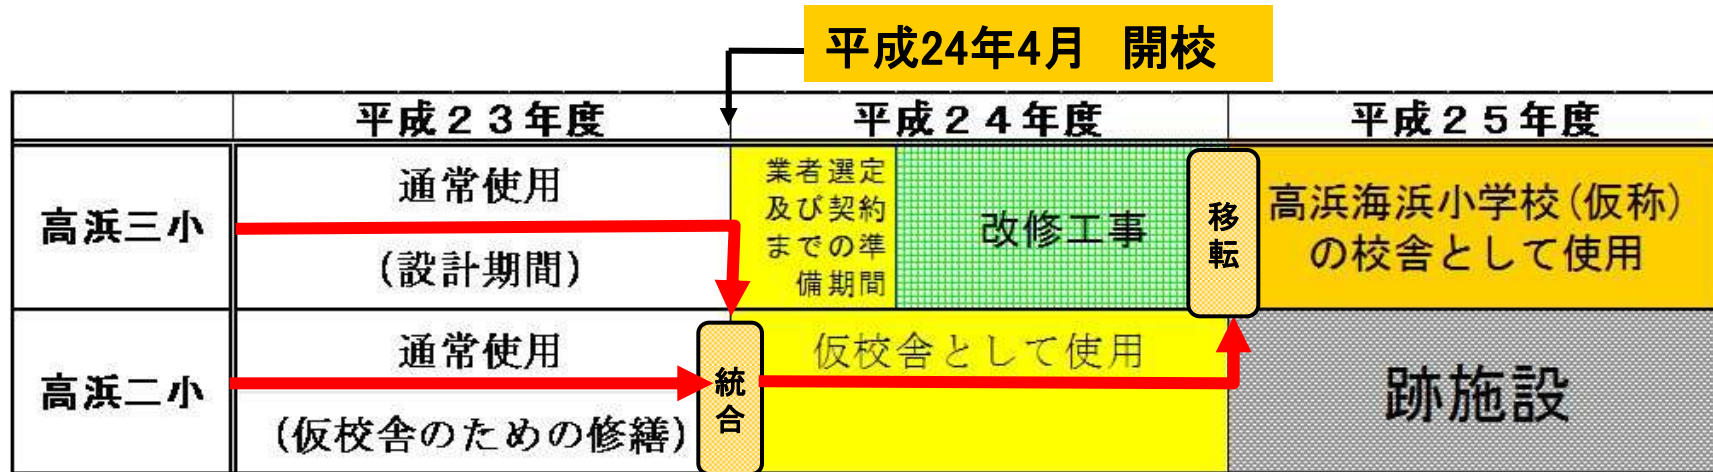 平成24年4月　開校
平成２３年度
平成２４年度
平成２５年度
高浜三小
通常使用
(設計期間)
業者選定
及び契約
までの準
備期間
改修工事
移転
高浜海浜小学校(仮称)
の校舎として使用
高浜二小
通常使用
(仮校舎のための修繕)
統合
仮校舎として使用
跡施設